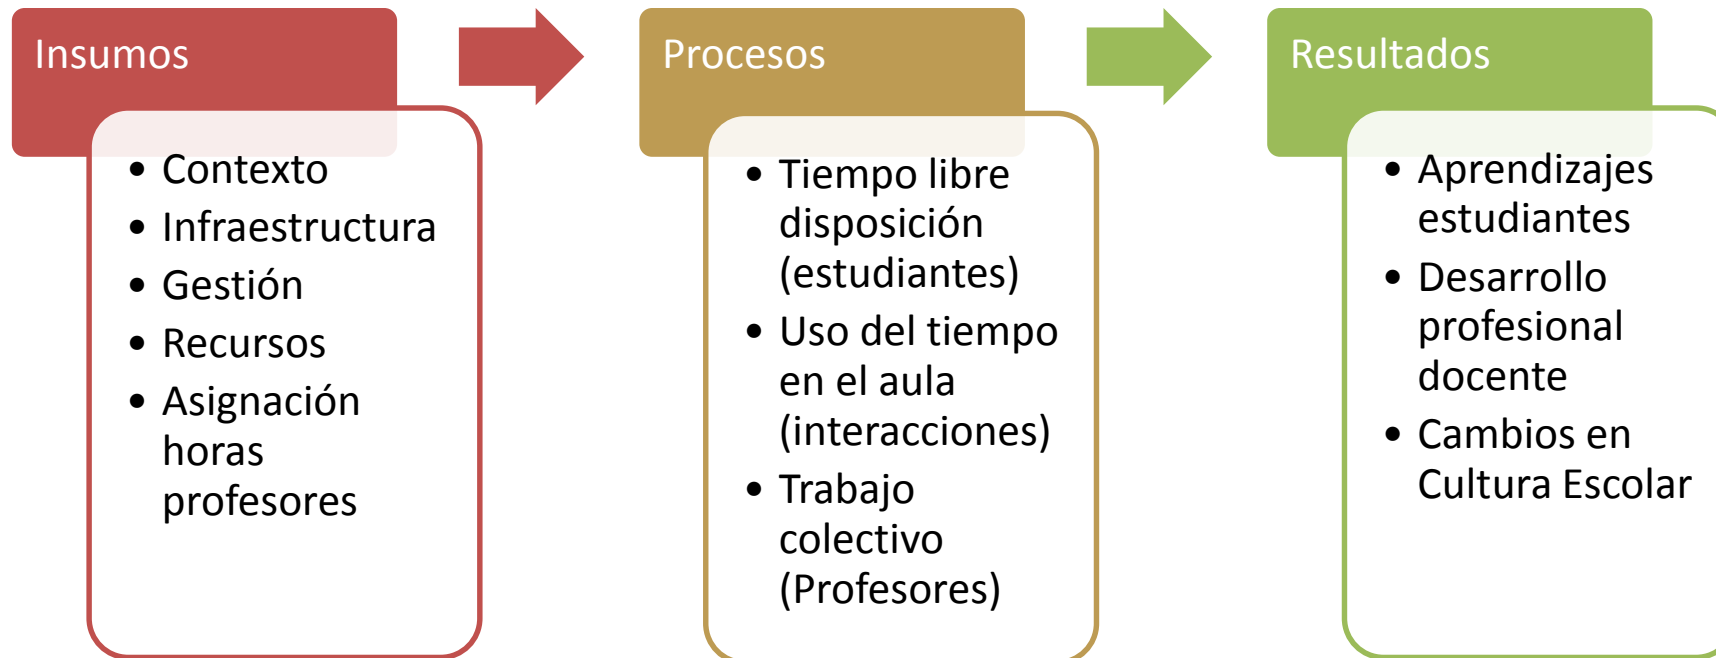 Insumos
• Contexto
• Infraestructura
• Gestión
• Recursos
• Asignación
horas
profesores
Procesos
• Tiempo libre
disposición
(estudiantes)
• Uso del tiempo
en el aula
(interacciones)
• Trabajo
colectivo
(Profesores)
Resultados
• Aprendizajes
estudiantes
• Desarrollo
profesional
docente
• Cambios en
Cultura Escolar